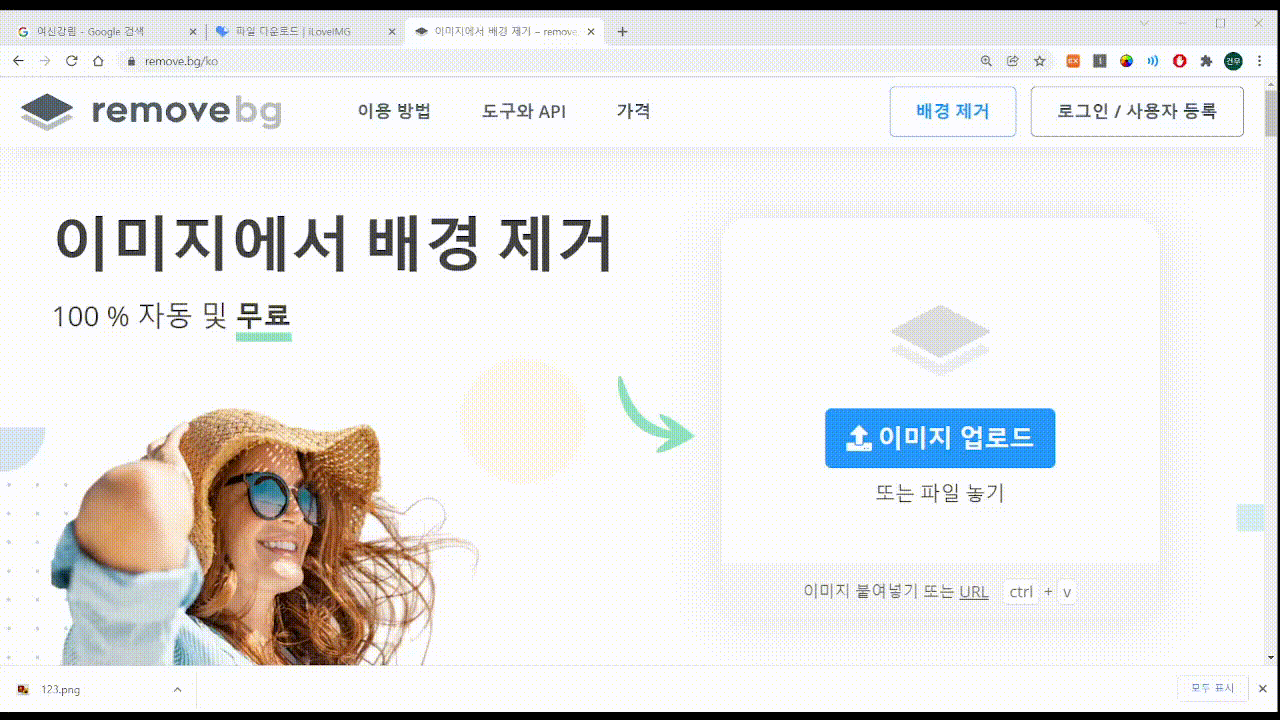 여신강림 - Google 검색
파일 다운로드 | iLoveIMG
이미지에서 배경 제거 – remove.
remove.bg/ko
removebg
이용 방법
도구와 API
가격
배경 제거
로그인 / 사용자 등록
이미지에서 배경 제거
100 % 자동 및 무료
이미지 업로드
또는 파일 놓기
이미지 붙여넣기 또는 URL ctrl + v
123.png
모두 표시